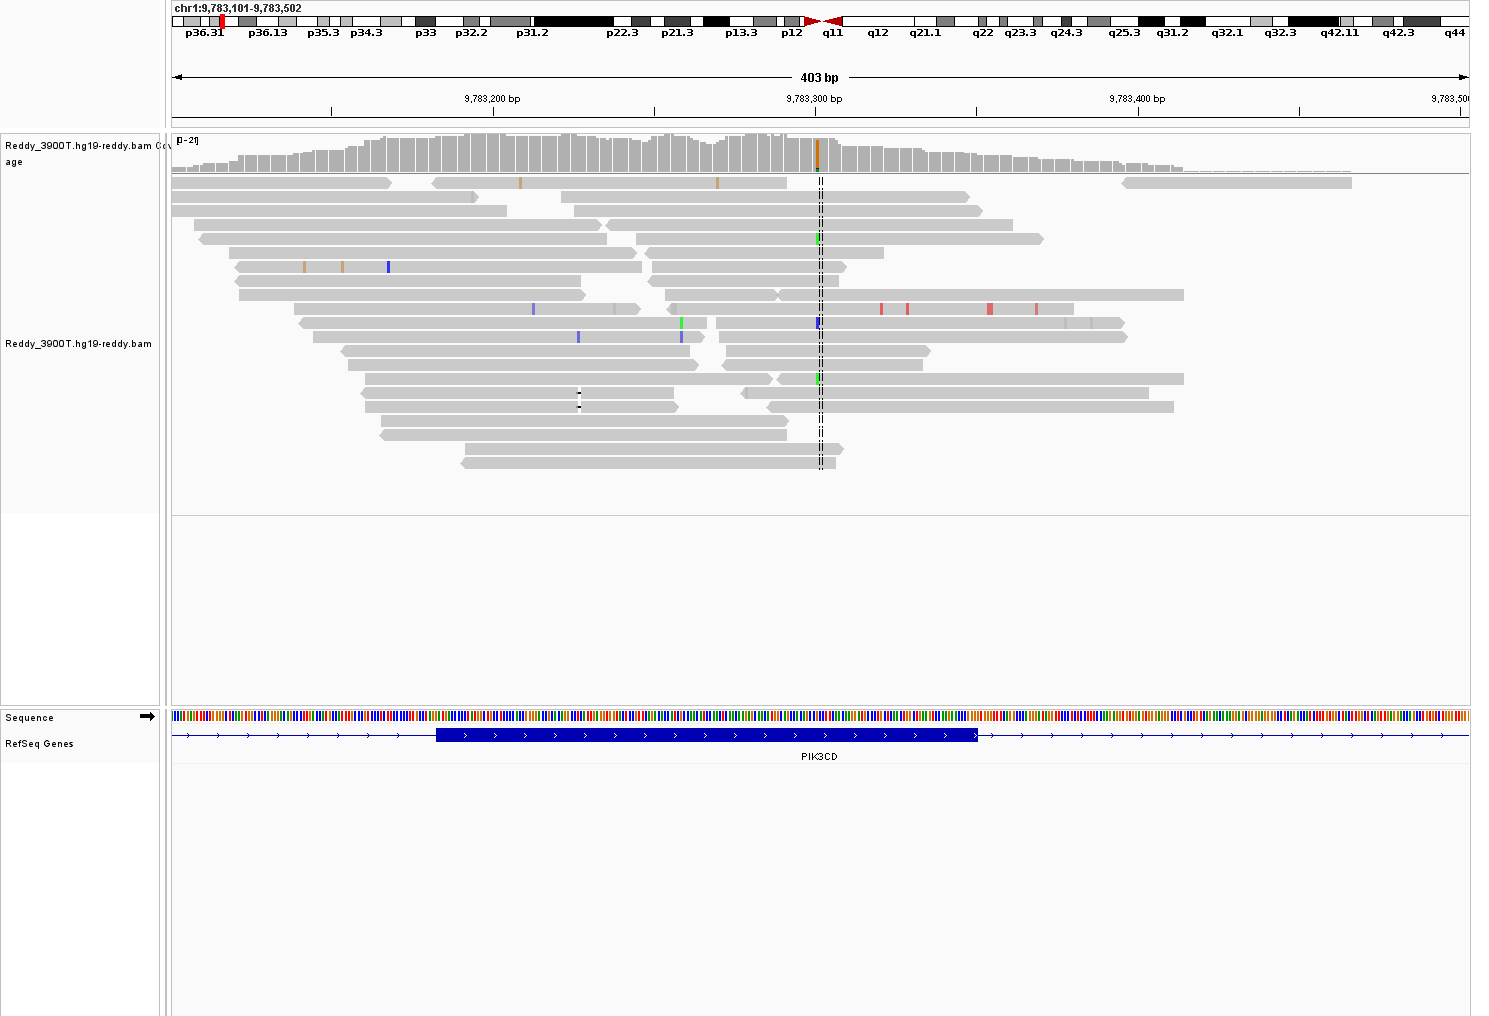 chr1:9,783,101-9,783,502
p36.31 p36.13 p35.3 p34.3 p33 p32.2 p31.2 p22.3 p21.3 p13.3 p12 q11 q12 q21.1 q22 q23.3 q24.3 q25.3 q31.2 q32.1 q32.3 q42.11 q42.3 q44
403 bp
9,783,200 bp 9,783,300 bp 9,783,400 bp 9,783,500
Reddy_3900T.hg19-reddy.bam Cov
age
[0-21]
Reddy_3900T.hg19-reddy.bam
Sequence
RefSeq Genes
PIK3CD